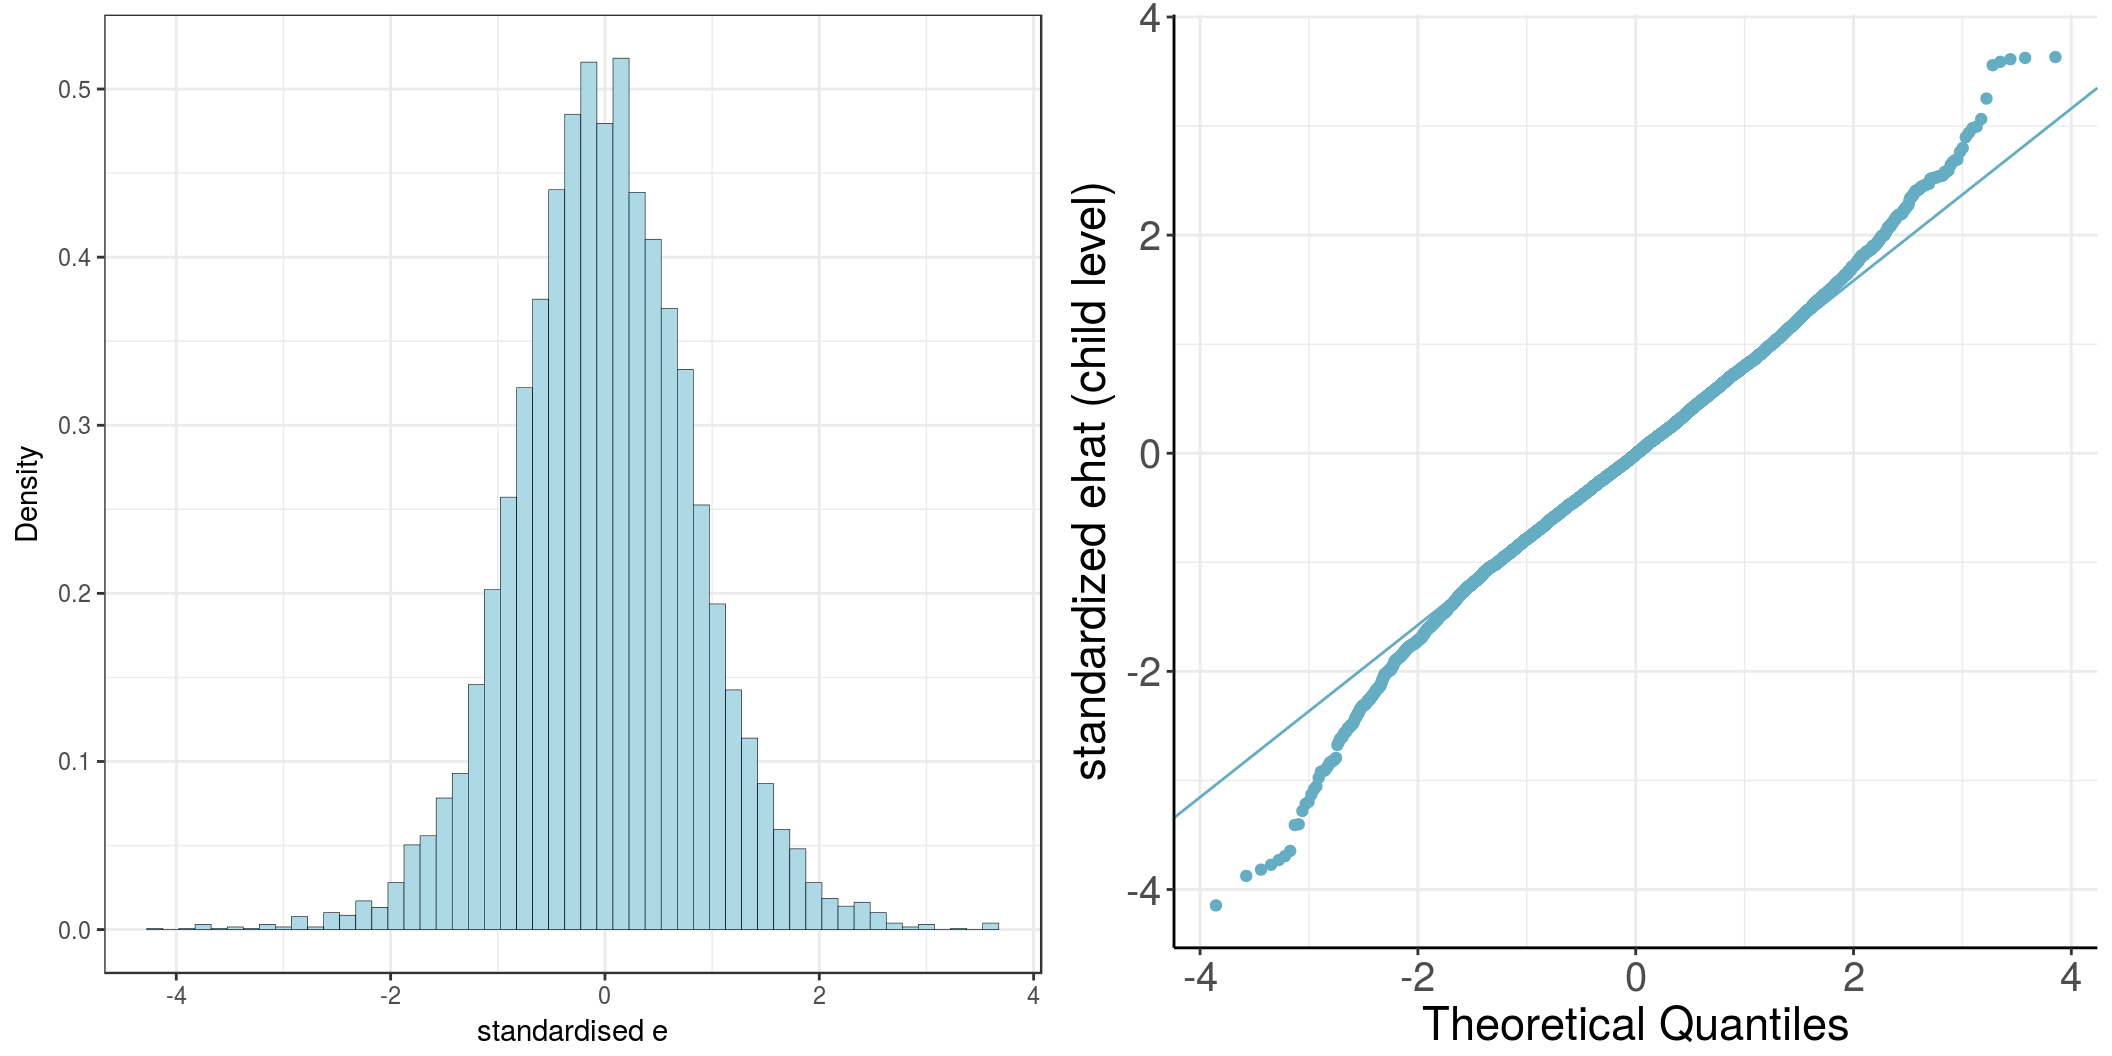 0.5
0.4
0.3
0.2
0.1
0.0
Density
-4 -2 0 2 4
standardised e
4
2
0
-2
-4
standardized ehat (child level)
-4 -2 0 2 4
Theoretical Quantiles